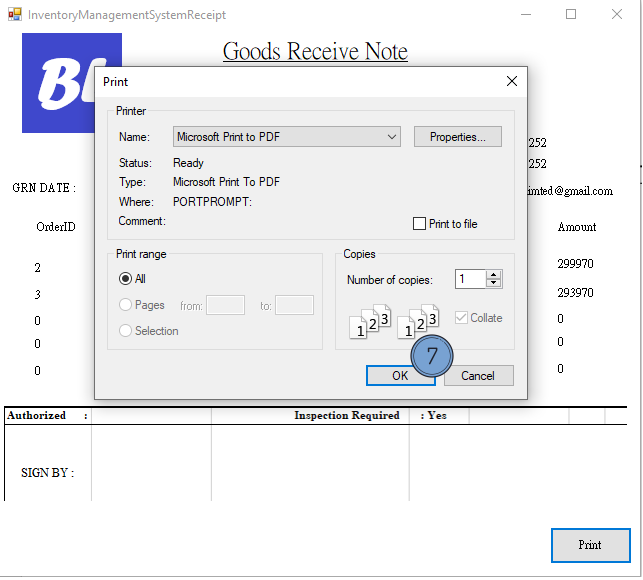 InventoryManagementSystemReceipt
BL
Goods Receive Note
Print
Printer
Name: Microsoft Print to PDF Properties...
252
Status: Ready
252
Type: Microsoft Print To PDF
GRN DATE : imted@gmail.com
Where: PORTPROMPT:
Comment: Print to file
OrderID Amount
Print range Copies
2 299970
All Number of copies: 1
3 293970
Pages from: to:
1 2 3 1 2 3 Collate
0 0
Selection
0 0
7
0 OK Cancel 0
Authorized : Inspection Required : Yes
SIGN BY :
Print